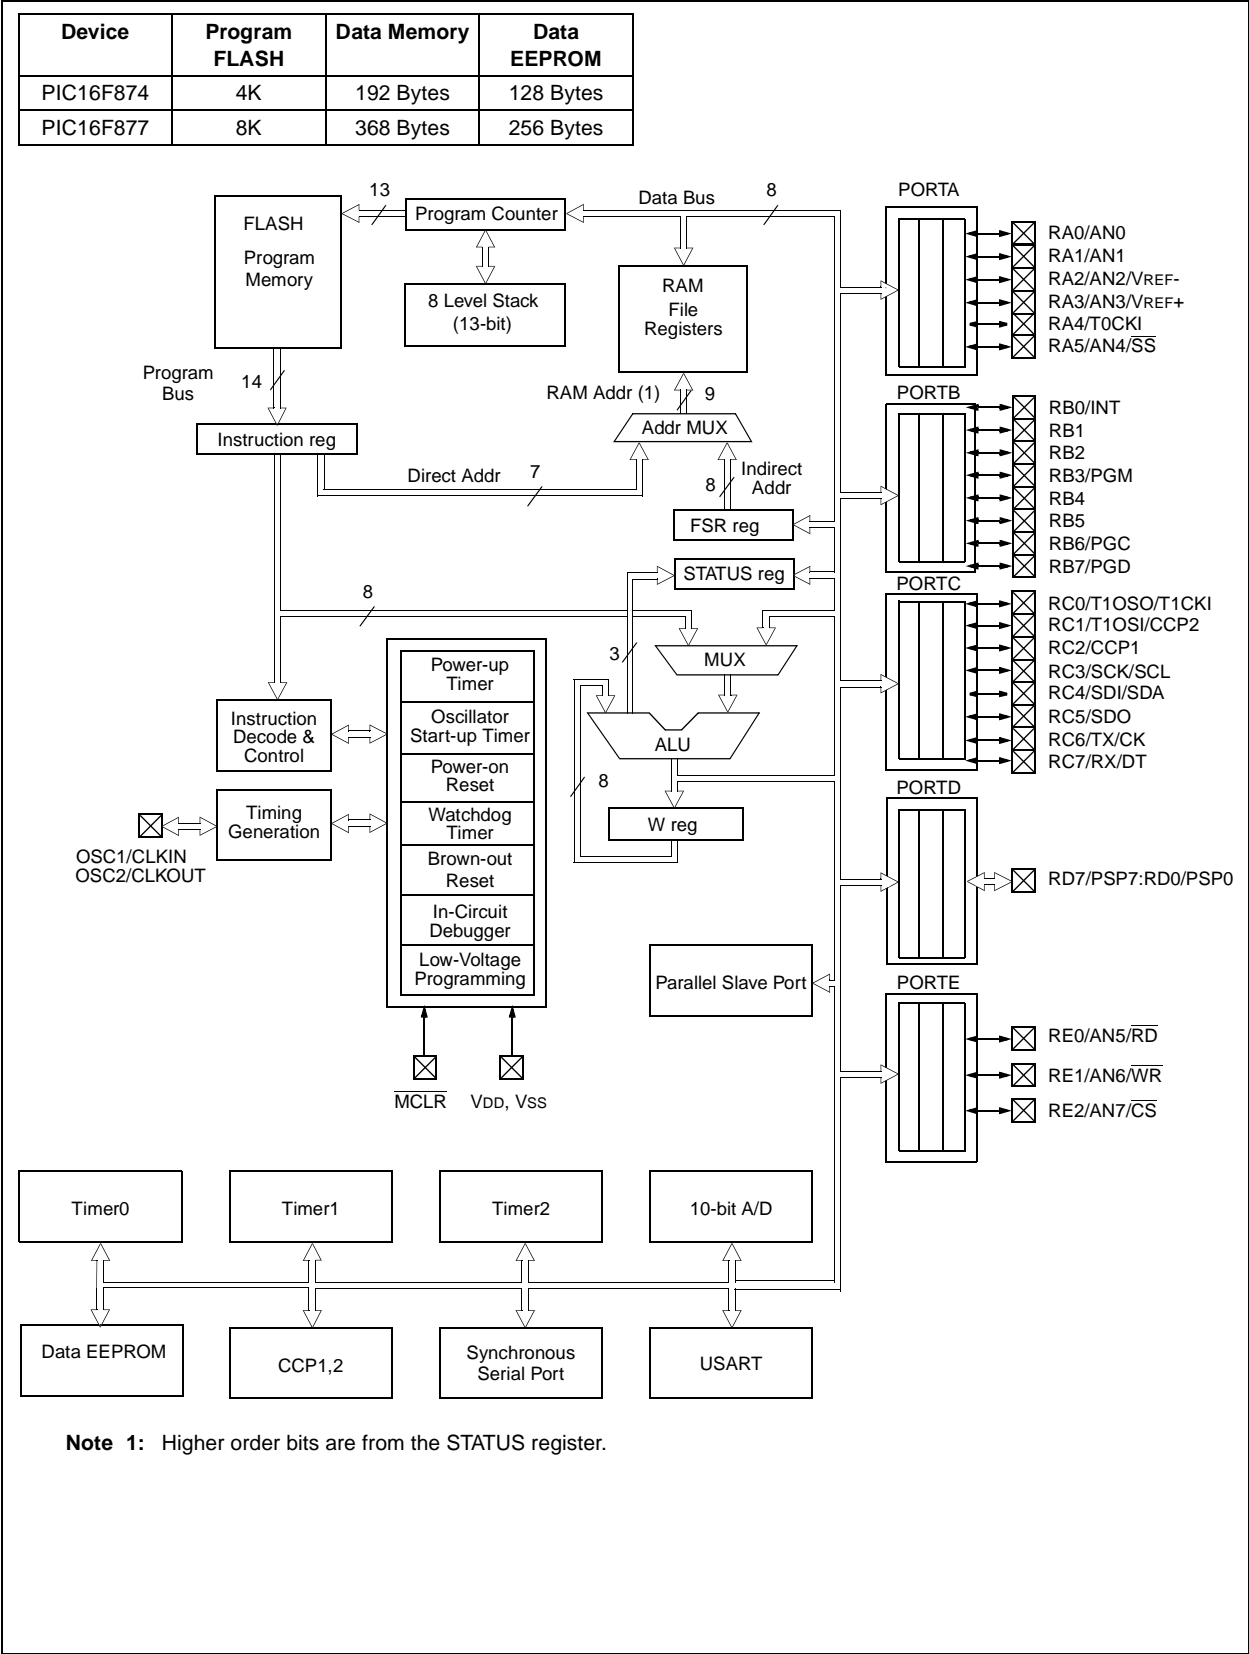 Device Program FLASH Data Memory Data EEPROM
PIC16F874 4K 192 Bytes 128 Bytes
PIC16F877 8K 368 Bytes 256 Bytes
FLASH
Program
Memory
13
Program Counter
8 Level Stack
(13-bit)
Data Bus
8
RAM
File
Registers
Program
Bus
14
RAM Addr (1)
9
Addr MUX
Instruction reg
Direct Addr
7
8
Indirect
Addr
FSR reg
STATUS reg
8
3
MUX
ALU
8
W reg
Instruction
Decode &
Control
Timing
Generation
OSC1/CLKIN
OSC2/CLKOUT
Power-up
Timer
Oscillator
Start-up Timer
Power-on
Reset
Watchdog
Timer
Brown-out
Reset
In-Circuit
Debugger
Low-Voltage
Programming
MCLR
VDD, VSS
Parallel Slave Port
PORTA
RA0/AN0
RA1/AN1
RA2/AN2/VREF-
RA3/AN3/VREF+
RA4/T0CKI
RA5/AN4/SS
PORTB
RB0/INT
RB1
RB2
RB3/PGM
RB4
RB5
RB6/PGC
RB7/PGD
PORTC
RC0/T1OSO/T1CKI
RC1/T1OSI/CCP2
RC2/CCP1
RC3/SCK/SCL
RC4/SDI/SDA
RC5/SDO
RC6/TX/CK
RC7/RX/DT
PORTD
RD7/PSP7:RD0/PSP0
PORTE
RE0/AN5/RD
RE1/AN6/WR
RE2/AN7/CS
Timer0
Timer1
Timer2
10-bit A/D
Data EEPROM
CCP1,2
Synchronous
Serial Port
USART
Note 1: Higher order bits are from the STATUS register.